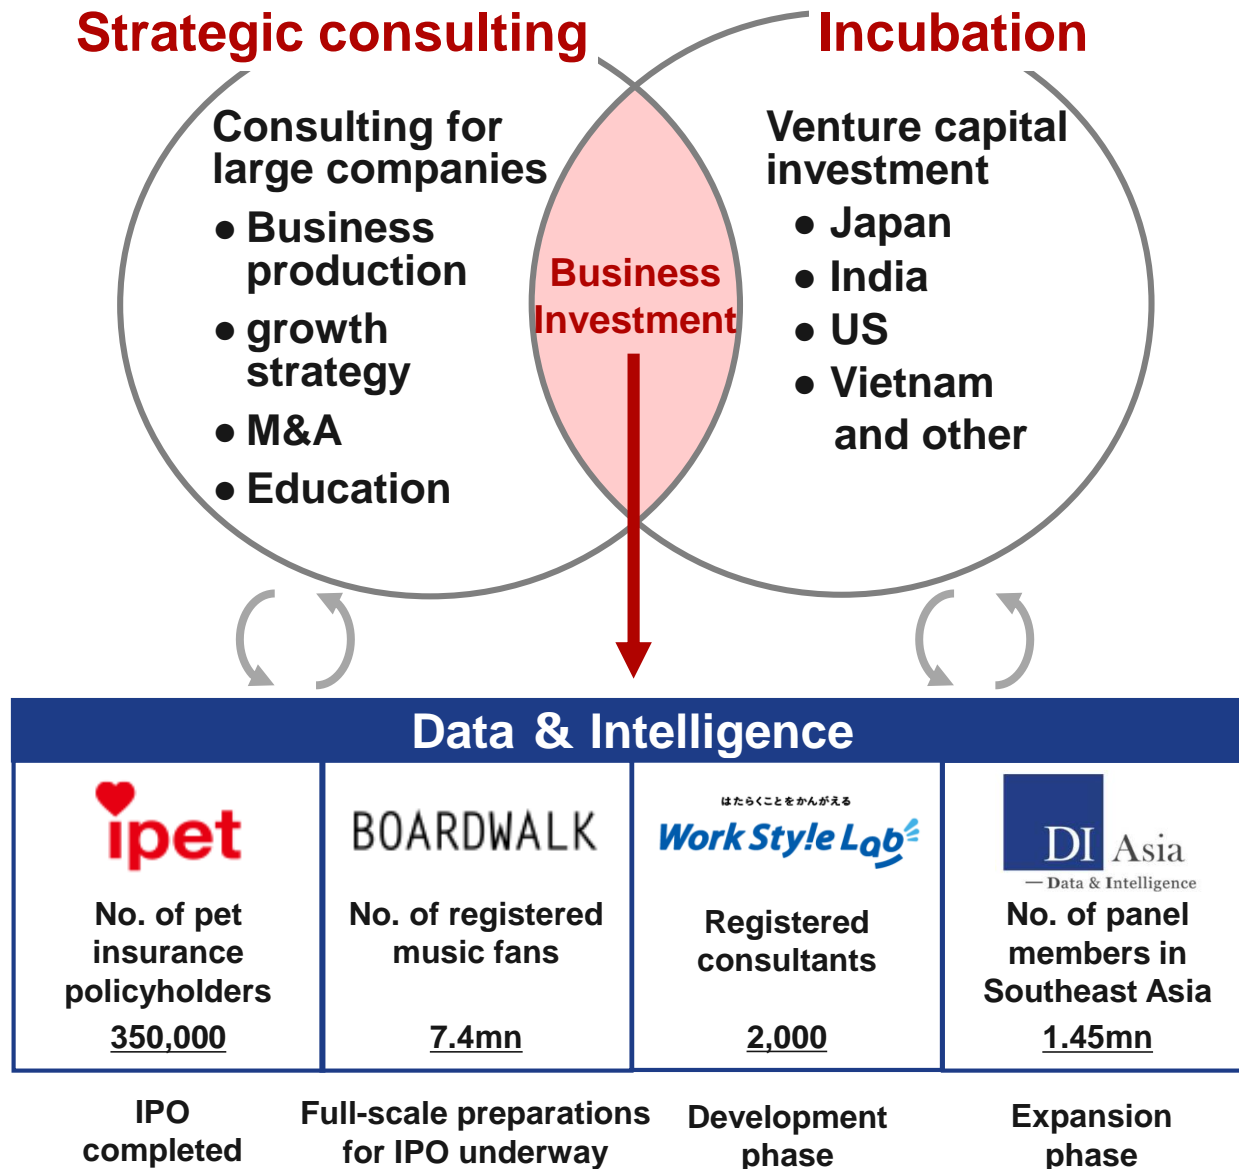 Strategic consulting
Incubation
Consulting for
large companies
● Business
production
● growth
strategy
● M&A
● Education
Business
Investment
Venture capital
investment
● Japan
● India
● US
● Vietnam
and other
Data & Intelligence
ipet
No. of pet
insurance
policyholders
350,000
IPO
completed
BOARDWALK
No. of registered
music fans
7.4mn
Full-scale preparations
for IPO underway
はたらくことをかんがえる
Work Sty!e Lab
Registered
consultants
2,000
Development
phase
DI Asia
— Data & Intelligence
No. of panel
members in
Southeast Asia
1.45mn
Expansion
phase